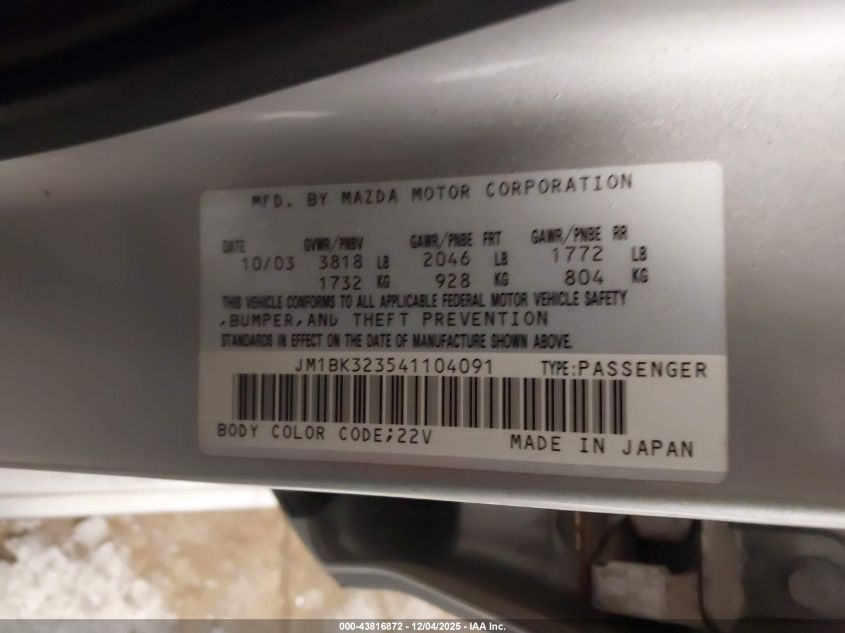 MFD. BY MAZDA MOTOR CORPORATION
DATE GVWR/PNBV GAWR/PNBE FRT GAWR/PNBE RR
10/03 3818 LB 2046 LB 1772 LB
1732 KG 928 KG 804 KG
THIS VEHICLE CONFORMS TO ALL APPLICABLE FEDERAL MOTOR VEHICLE SAFETY
,BUMPER,AND THEFT PREVENTION
STANDARDS IN EFFECT ON THE DATE OF MANUFACTURE SHOWN ABOVE.
JM1BK323541104091 TYPE:PASSENGER
BODY COLOR CODE;22V MADE IN JAPAN
000-43816872 - 12/04/2025 - IAA Inc.